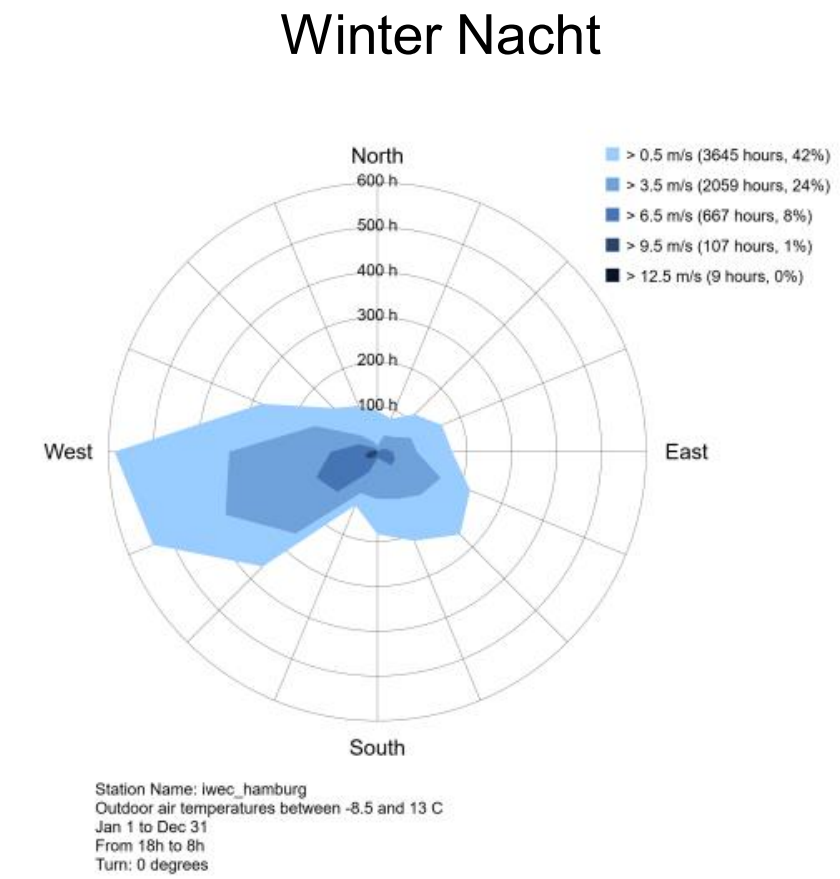 Winter Nacht
North
600 h
500 h
400 h
300 h
200 h
100 h
> 0.5 m/s (3645 hours, 42%)
> 3.5 m/s (2059 hours, 24%)
> 6.5 m/s (667 hours, 8%)
> 9.5 m/s (107 hours, 1%)
> 12.5 m/s (9 hours, 0%)
West
East
South
Station Name: iwec_hamburg
Outdoor air temperatures between -8.5 and 13 C
Jan 1 to Dec 31
From 18h to 8h
Turn: 0 degrees